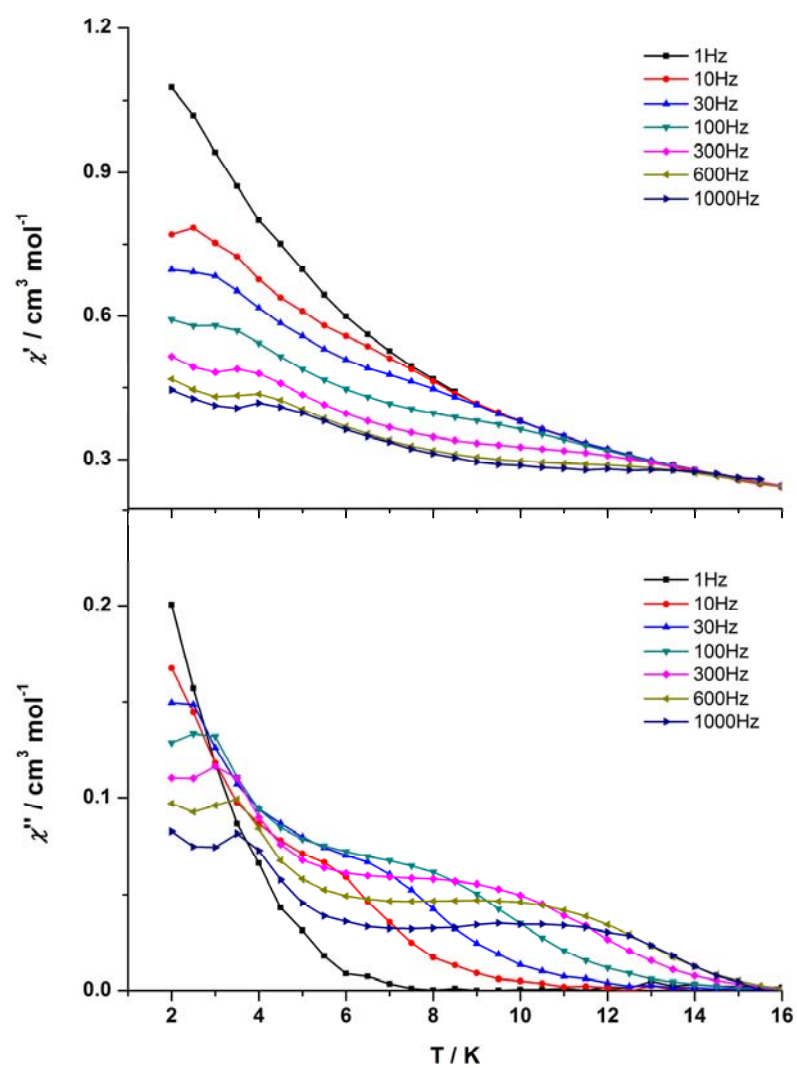 1.2
0.9
0.6
0.3
χ' / cm³ mol⁻¹
1Hz
10Hz
30Hz
100Hz
300Hz
600Hz
1000Hz
0.2
0.1
0.0
χ'' / cm³ mol⁻¹
1Hz
10Hz
30Hz
100Hz
300Hz
600Hz
1000Hz
2 4 6 8 10 12 14 16
T / K